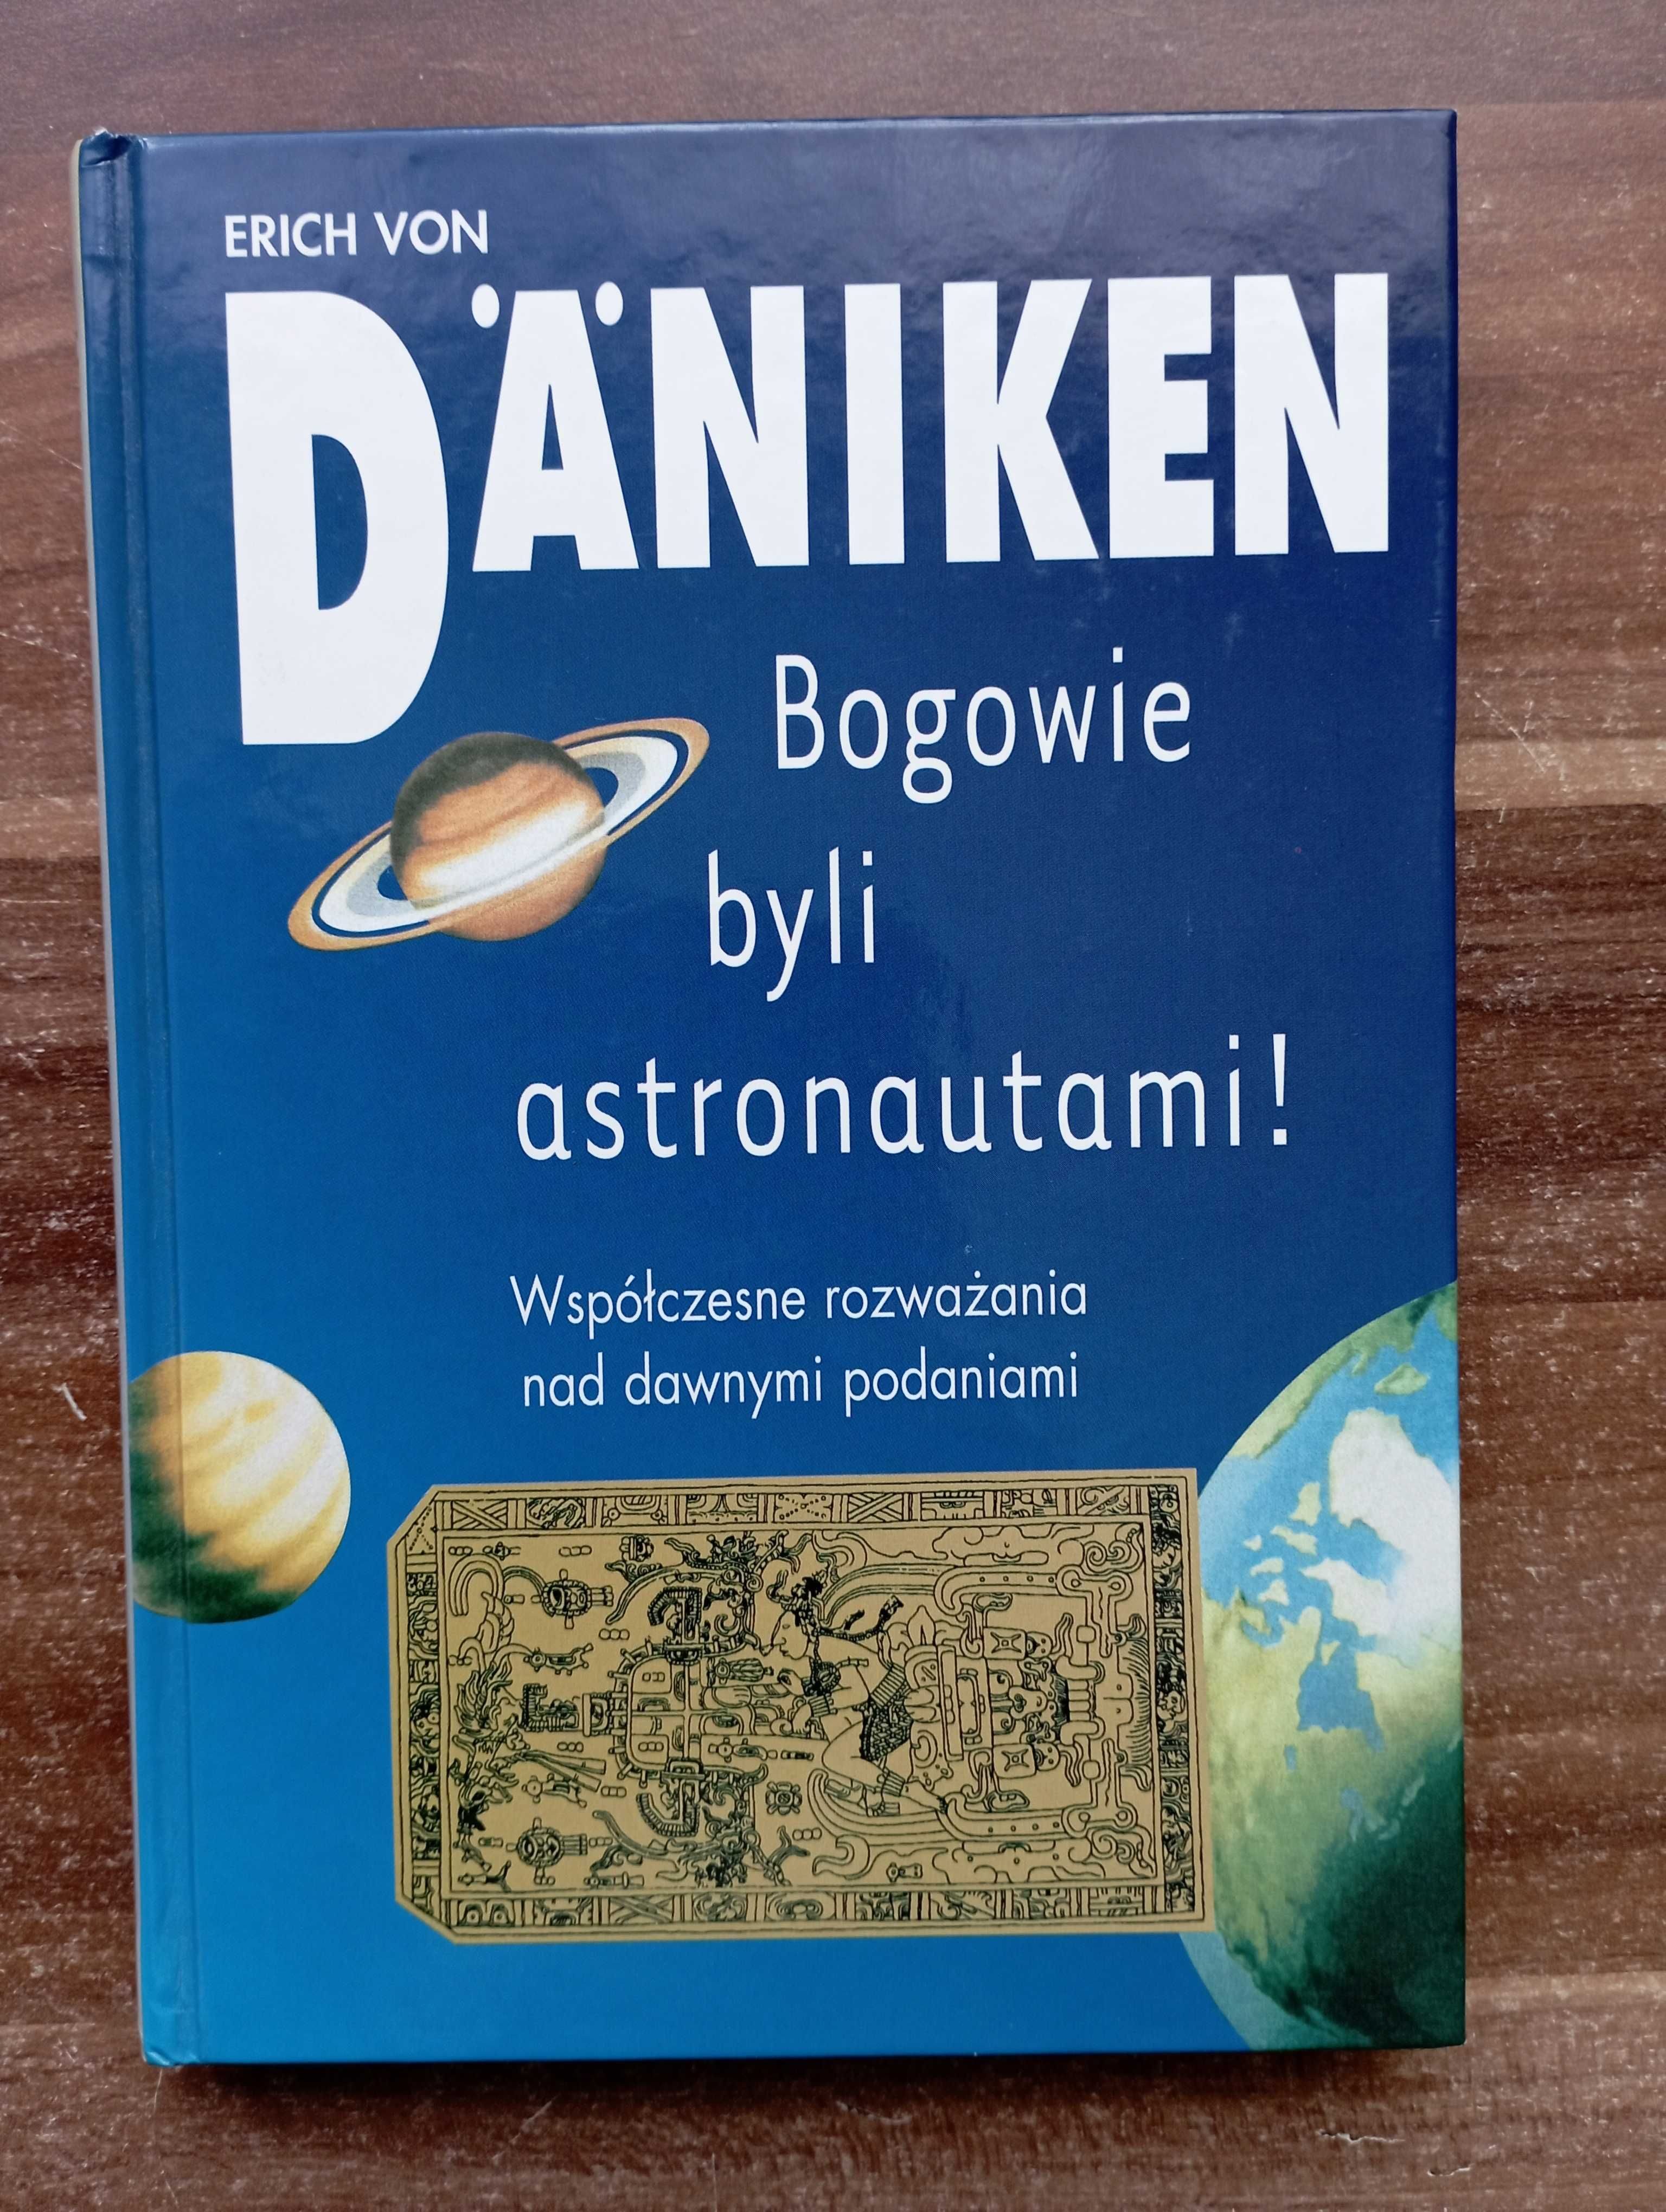 ERICH VON
DÄNIKEN
Bogowie
byli
astronautami!
Współczesne rozważania
nad dawnymi podaniami